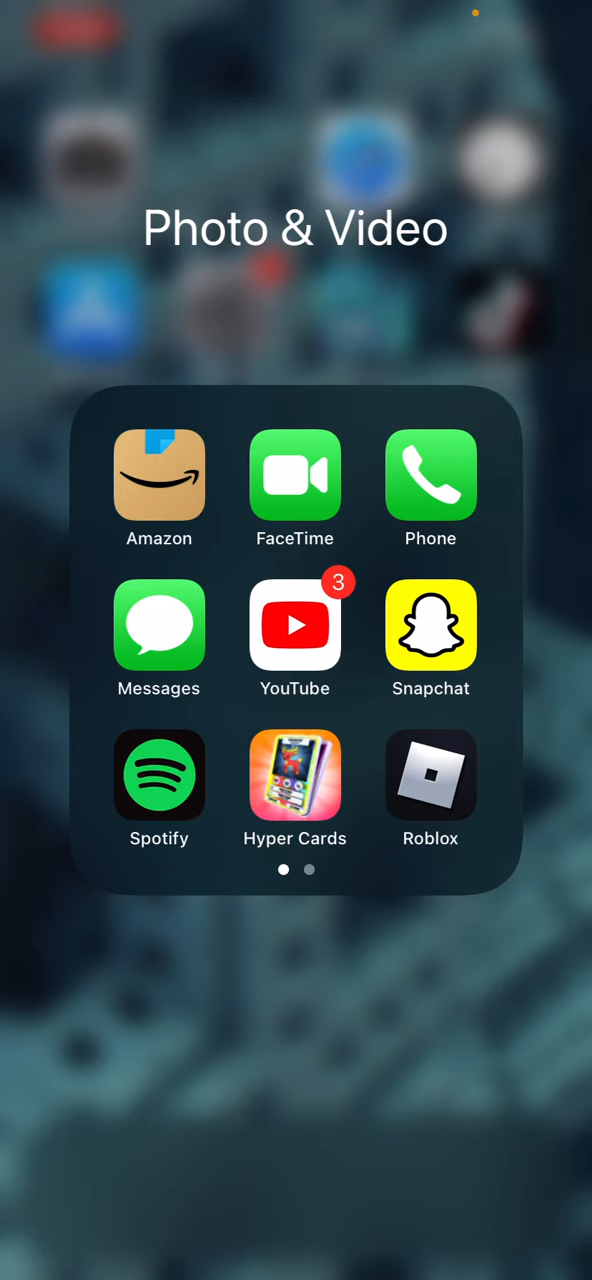 Photo & Video
Amazon
FaceTime
Phone
3
Messages
YouTube
Snapchat
Spotify
Hyper Cards
Roblox